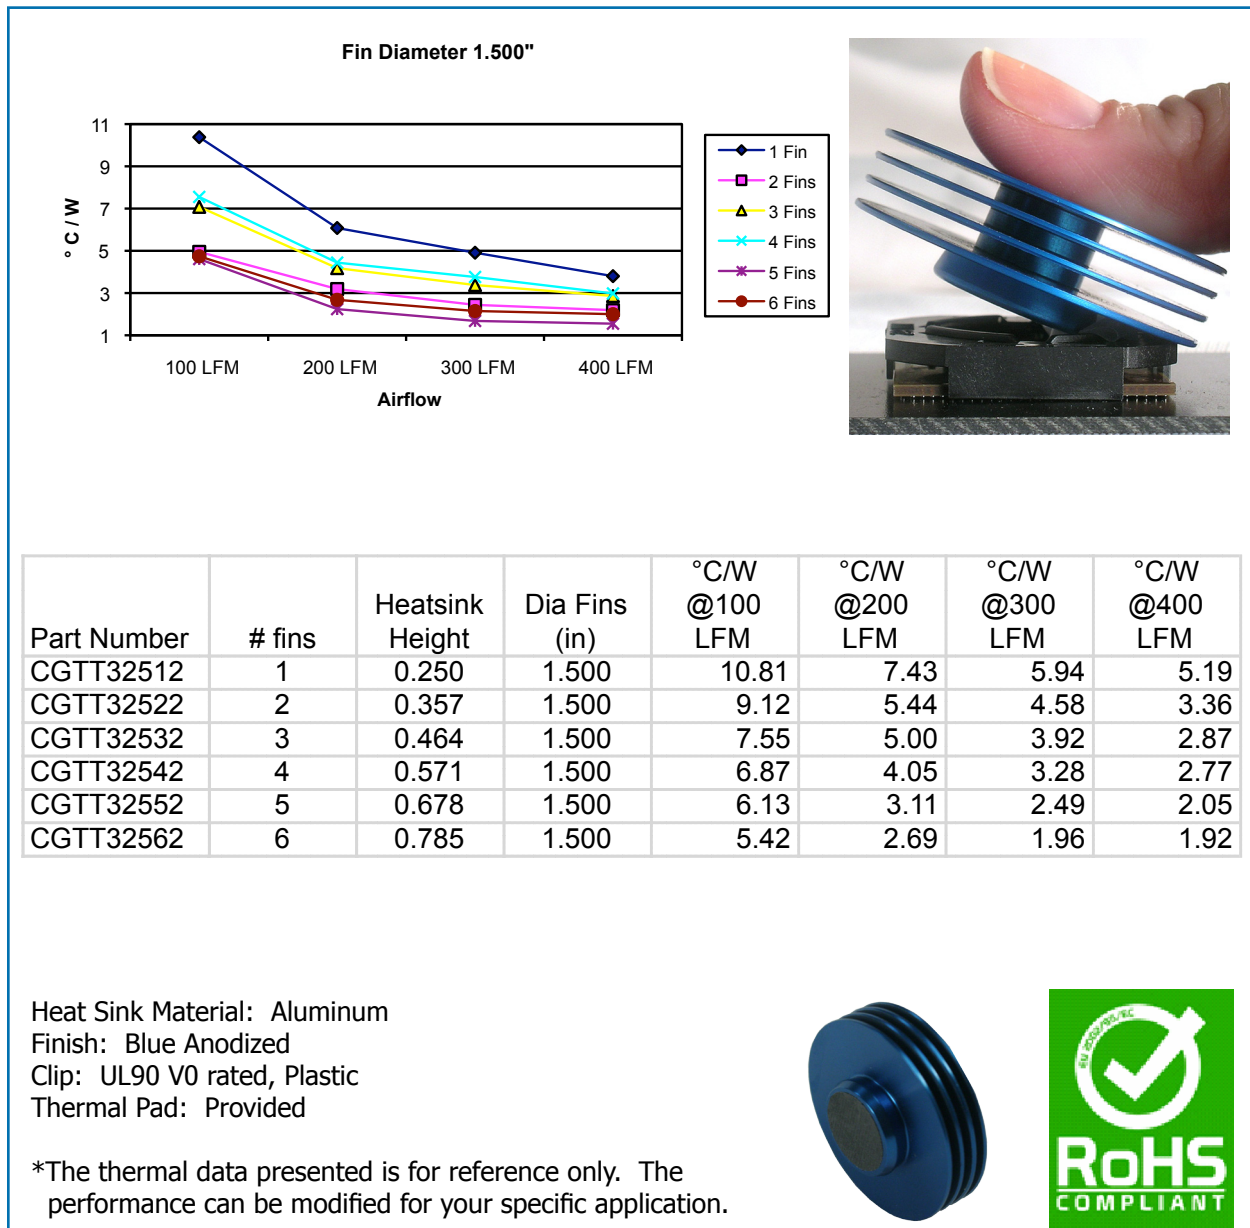 Fin Diameter 1.500"
11
9
7
5
3
1
° C / W
100 LFM 200 LFM 300 LFM 400 LFM
Airflow
1 Fin
2 Fins
3 Fins
4 Fins
5 Fins
6 Fins
Part Number # fins Heatsink Height Dia Fins (in) °C/W @100 LFM °C/W @200 LFM °C/W @300 LFM °C/W @400 LFM
CGTT32512 1 0.250 1.500 10.81 7.43 5.94 5.19
CGTT32522 2 0.357 1.500 9.12 5.44 4.58 3.36
CGTT32532 3 0.464 1.500 7.55 5.00 3.92 2.87
CGTT32542 4 0.571 1.500 6.87 4.05 3.28 2.77
CGTT32552 5 0.678 1.500 6.13 3.11 2.49 2.05
CGTT32562 6 0.785 1.500 5.42 2.69 1.96 1.92
Heat Sink Material: Aluminum
Finish: Blue Anodized
Clip: UL90 V0 rated, Plastic
Thermal Pad: Provided
*The thermal data presented is for reference only. The
performance can be modified for your specific application.
EU 2002/95/EC
RoHS
COMPLIANT